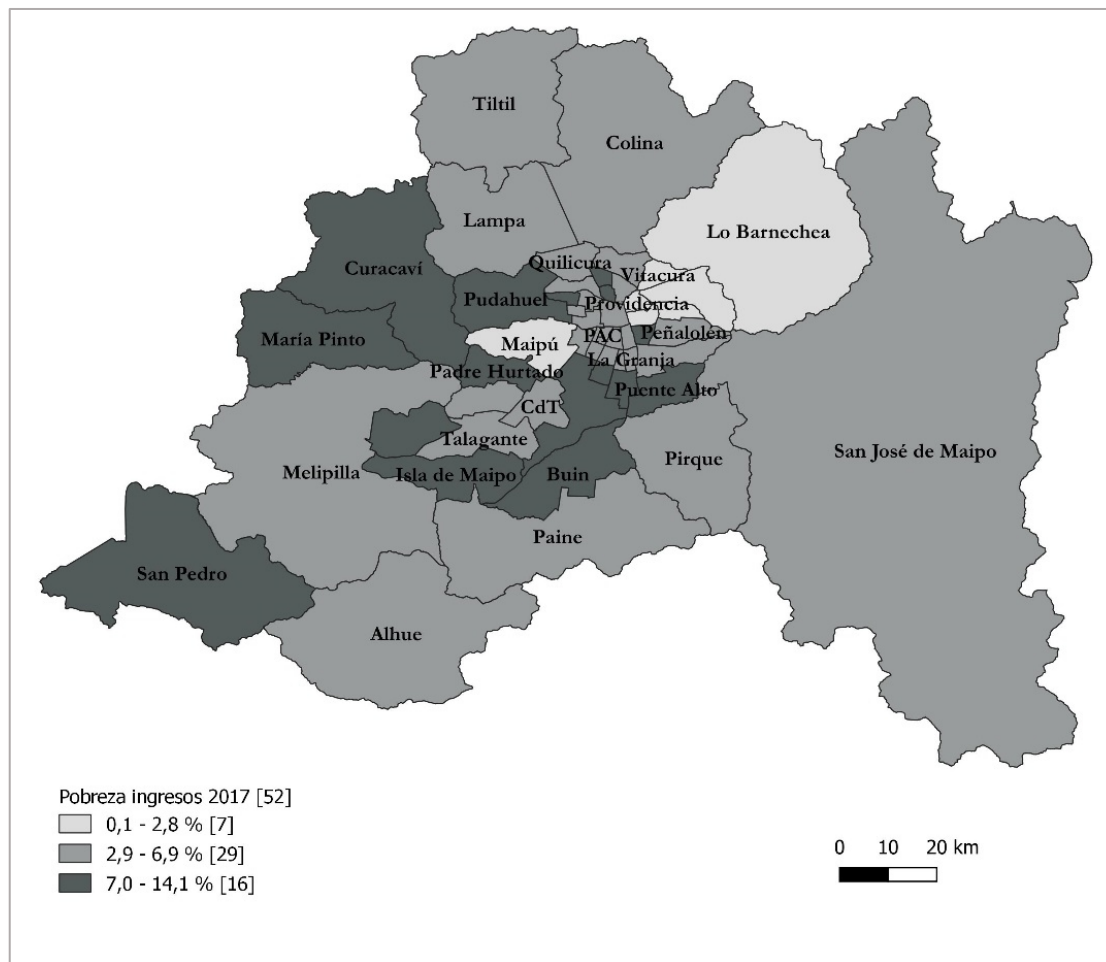 Tiltil
Colina
Lampa
Lo Barnechea
Quilicura
Curacaví
Vitacura
Pudahuel
Providencia
María Pinto
Maipú
PAC
Peñalolén
Padre Hurtado
La Granja
Puente Alto
CdT
Talagante
San José de Maipo
Melipilla
Isla de Maipo
Buin
Pirque
Paine
San Pedro
Alhue
Pobreza ingresos 2017 [52]
0,1 - 2,8 % [7]
2,9 - 6,9 % [29]
7,0 - 14,1 % [16]
0 10 20 km